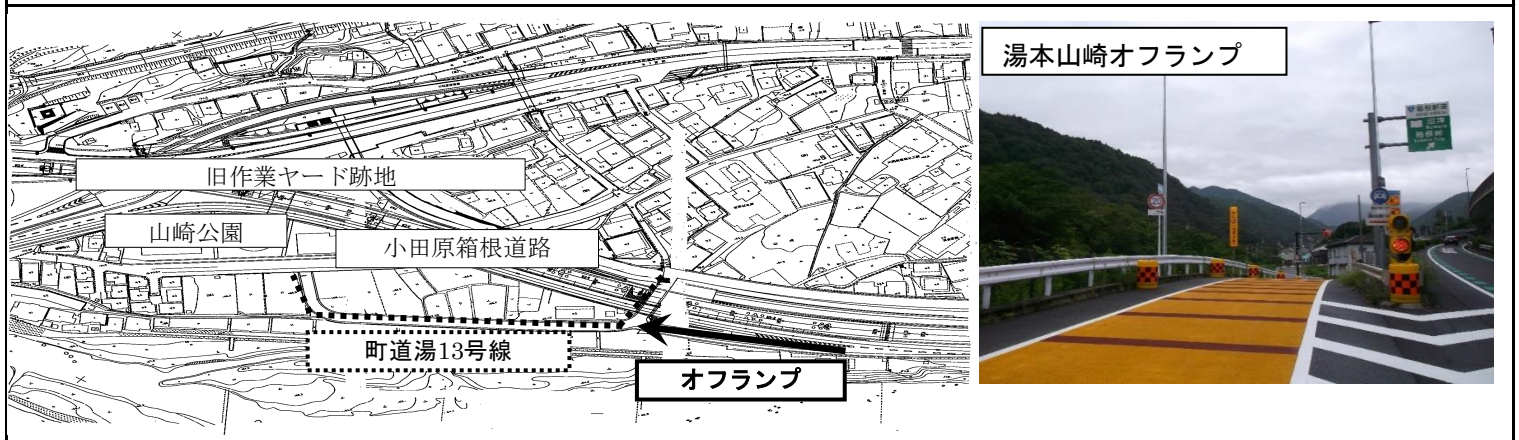 旧作業ヤード跡地
山崎公園
小田原箱根道路
町道湯13号線
オフランプ
湯本山崎オフランプ